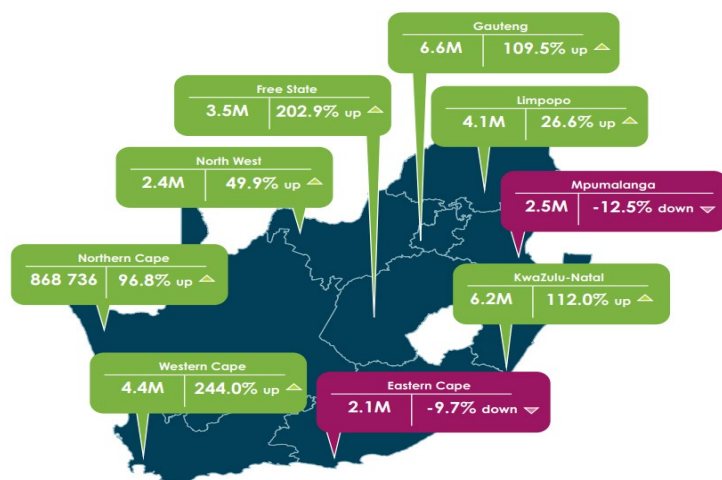 Gauteng
6.6M 109.5% up
Free State
3.5M 202.9% up
Limpopo
4.1M 26.6% up
North West
2.4M 49.9% up
Mpumalanga
2.5M -12.5% down
Northern Cape
868 736 96.8% up
KwaZulu-Natal
6.2M 112.0% up
Western Cape
4.4M 244.0% up
Eastern Cape
2.1M -9.7% down